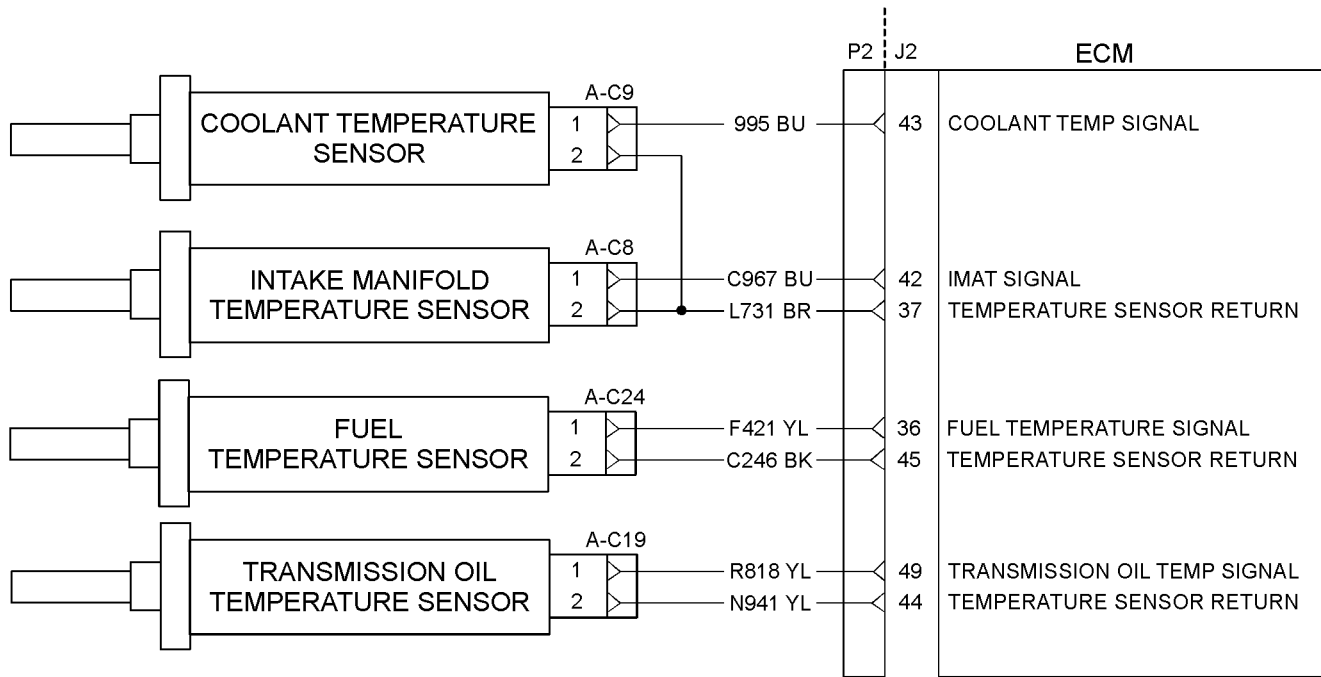 P2 J2 ECM
A-C9
COOLANT TEMPERATURE
SENSOR
1 995 BU 43 COOLANT TEMP SIGNAL
2
A-C8
INTAKE MANIFOLD
TEMPERATURE SENSOR
1 C967 BU 42 IMAT SIGNAL
2 L731 BR 37 TEMPERATURE SENSOR RETURN
A-C24
FUEL
TEMPERATURE SENSOR
1 F421 YL 36 FUEL TEMPERATURE SIGNAL
2 C246 BK 45 TEMPERATURE SENSOR RETURN
A-C19
TRANSMISSION OIL
TEMPERATURE SENSOR
1 R818 YL 49 TRANSMISSION OIL TEMP SIGNAL
2 N941 YL 44 TEMPERATURE SENSOR RETURN